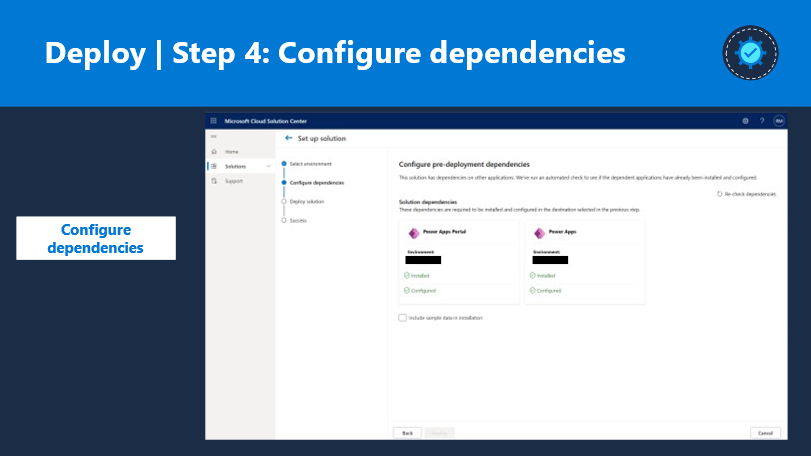 Deploy | Step 4: Configure dependencies
Microsoft Cloud Solution Center
?
RM
Set up solution
Home
Solutions
Support
Select environment
Configure dependencies
Deploy solution
Success
Configure
dependencies
Configure pre-deployment dependencies
This solution has dependencies on other applications. We've run an automated check to see if the dependent applications have already been installed and configured.
Re-check dependencies
Solution dependencies
These dependencies are required to be installed and configured in the destination selected in the previous step.
Power Apps Portal
Environment:
Installed
Configured
Power Apps
Environment:
Installed
Configured
Include sample data in installation
Back
Cancel